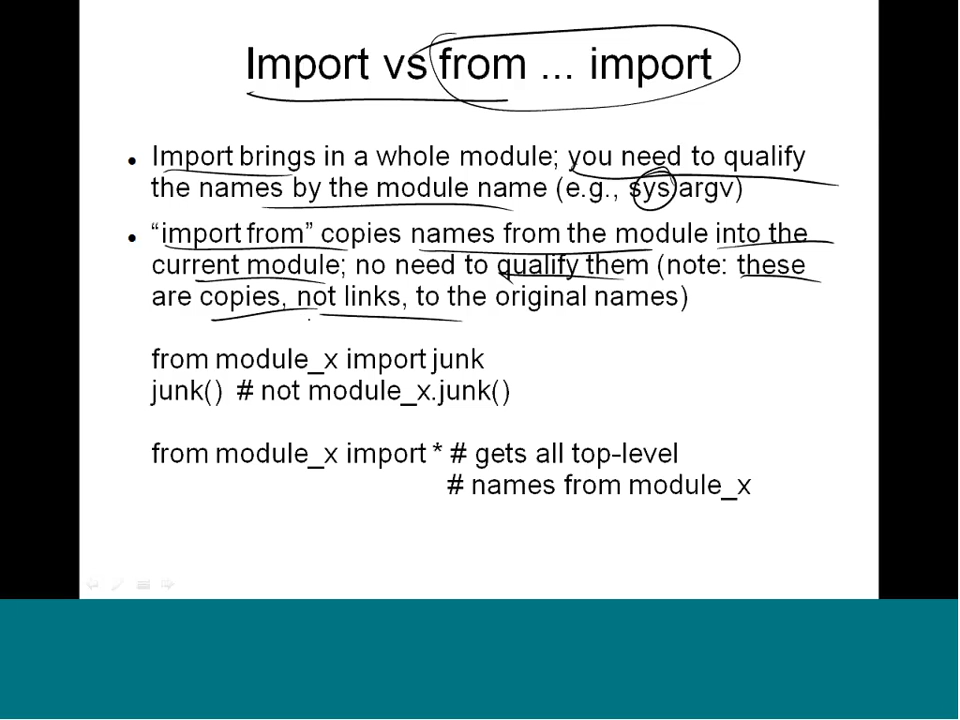 Import vs from ... import
• Import brings in a whole module; you need to qualify
the names by the module name (e.g., sys.argv)
• “import from” copies names from the module into the
current module; no need to qualify them (note: these
are copies, not links, to the original names)
from module_x import junk
junk() # not module_x.junk()
from module_x import * # gets all top-level
# names from module_x